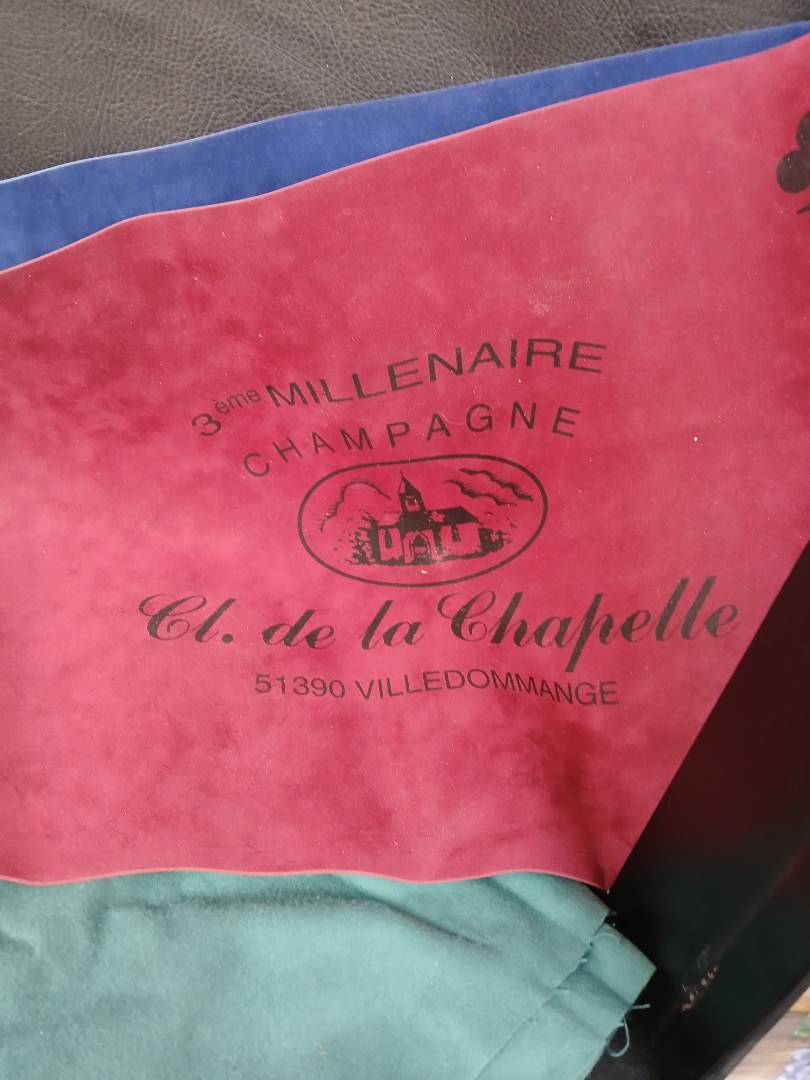 3ème MILLENAIRE
CHAMPAGNE
Cl. de la Chapelle
51390 VILLEDOMMANGE